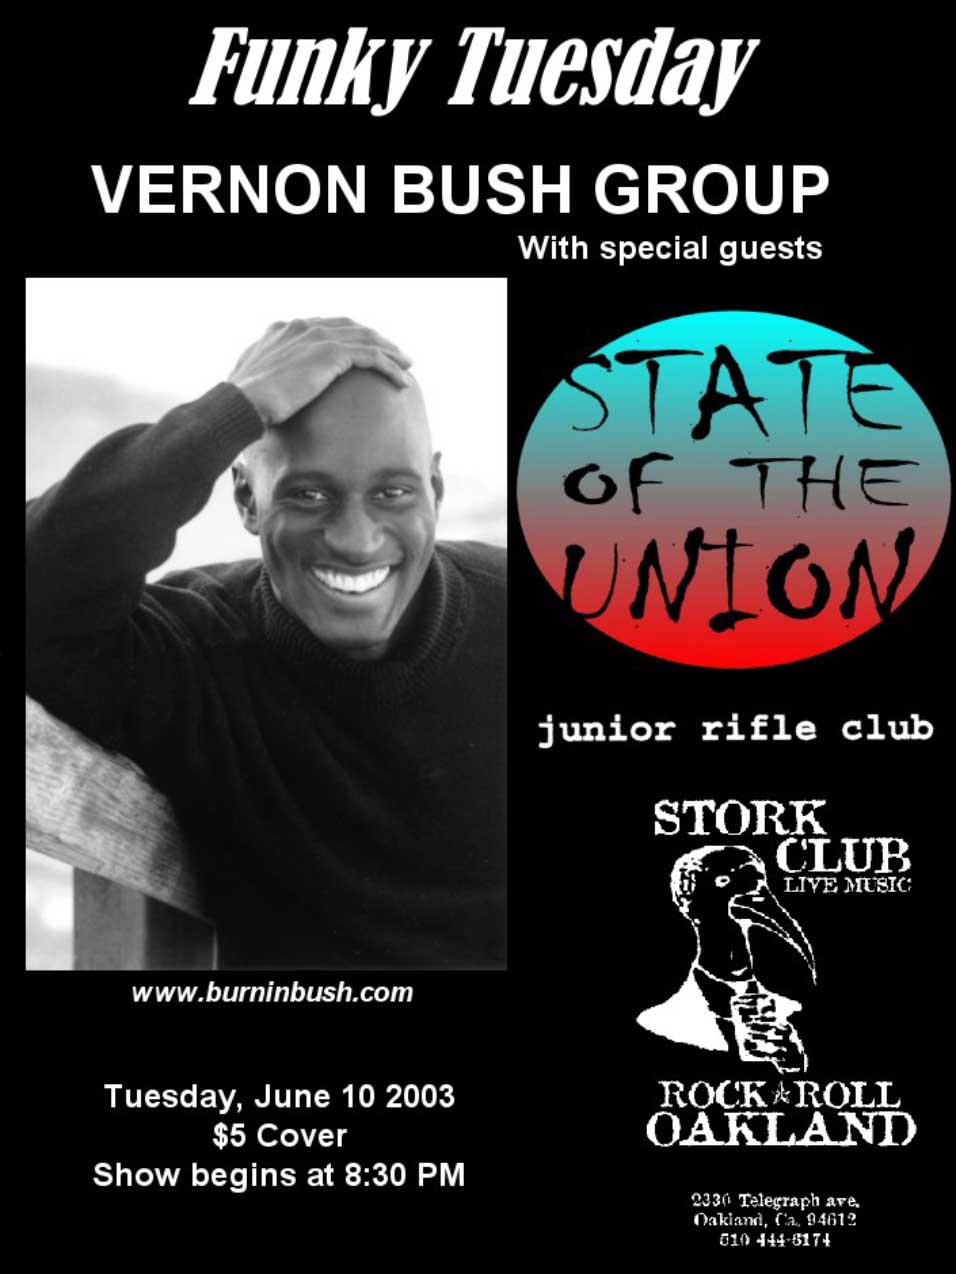 Funky Tuesday
VERNON BUSH GROUP
With special guests
STATE
OF THE
UNION
junior rifle club
STORK
CLUB
LIVE MUSIC
ROCK ROLL
OAKLAND
2330 Telegraph ave.
Oakland, Ca. 94612
510 444-6174
www.burninbush.com
Tuesday, June 10 2003
$5 Cover
Show begins at 8:30 PM